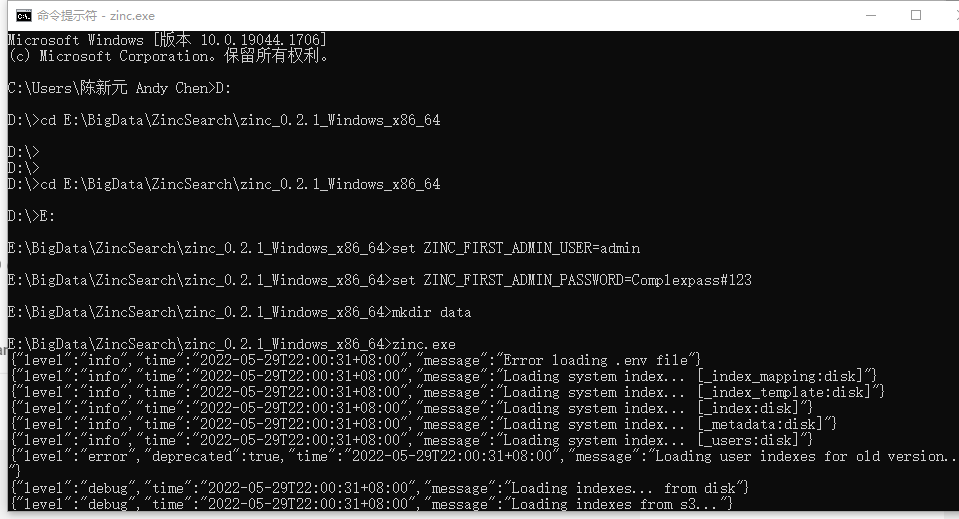 命令提示符 - zinc.exe
Microsoft Windows [版本 10.0.19044.1706]
(c) Microsoft Corporation。保留所有权利。
C:\Users\陈新元 Andy Chen>D:
D:\>cd E:\BigData\ZincSearch\zinc_0.2.1_Windows_x86_64
D:\>
D:\>
D:\>cd E:\BigData\ZincSearch\zinc_0.2.1_Windows_x86_64
D:\>E:
E:\BigData\ZincSearch\zinc_0.2.1_Windows_x86_64>set ZINC_FIRST_ADMIN_USER=admin
E:\BigData\ZincSearch\zinc_0.2.1_Windows_x86_64>set ZINC_FIRST_ADMIN_PASSWORD=Complexpass#123
E:\BigData\ZincSearch\zinc_0.2.1_Windows_x86_64>mkdir data
E:\BigData\ZincSearch\zinc_0.2.1_Windows_x86_64>zinc.exe
{"level":"info","time":"2022-05-29T22:00:31+08:00","message":"Error loading .env file"}
{"level":"info","time":"2022-05-29T22:00:31+08:00","message":"Loading system index... [_index_mapping:disk]"}
{"level":"info","time":"2022-05-29T22:00:31+08:00","message":"Loading system index... [_index_template:disk]"}
{"level":"info","time":"2022-05-29T22:00:31+08:00","message":"Loading system index... [_index:disk]"}
{"level":"info","time":"2022-05-29T22:00:31+08:00","message":"Loading system index... [_metadata:disk]"}
{"level":"info","time":"2022-05-29T22:00:31+08:00","message":"Loading system index... [_users:disk]"}
{"level":"error","deprecated":true,"time":"2022-05-29T22:00:31+08:00","message":"Loading user indexes for old version..
"}
{"level":"debug","time":"2022-05-29T22:00:31+08:00","message":"Loading indexes... from disk"}
{"level":"debug","time":"2022-05-29T22:00:31+08:00","message":"Loading indexes from s3..."}